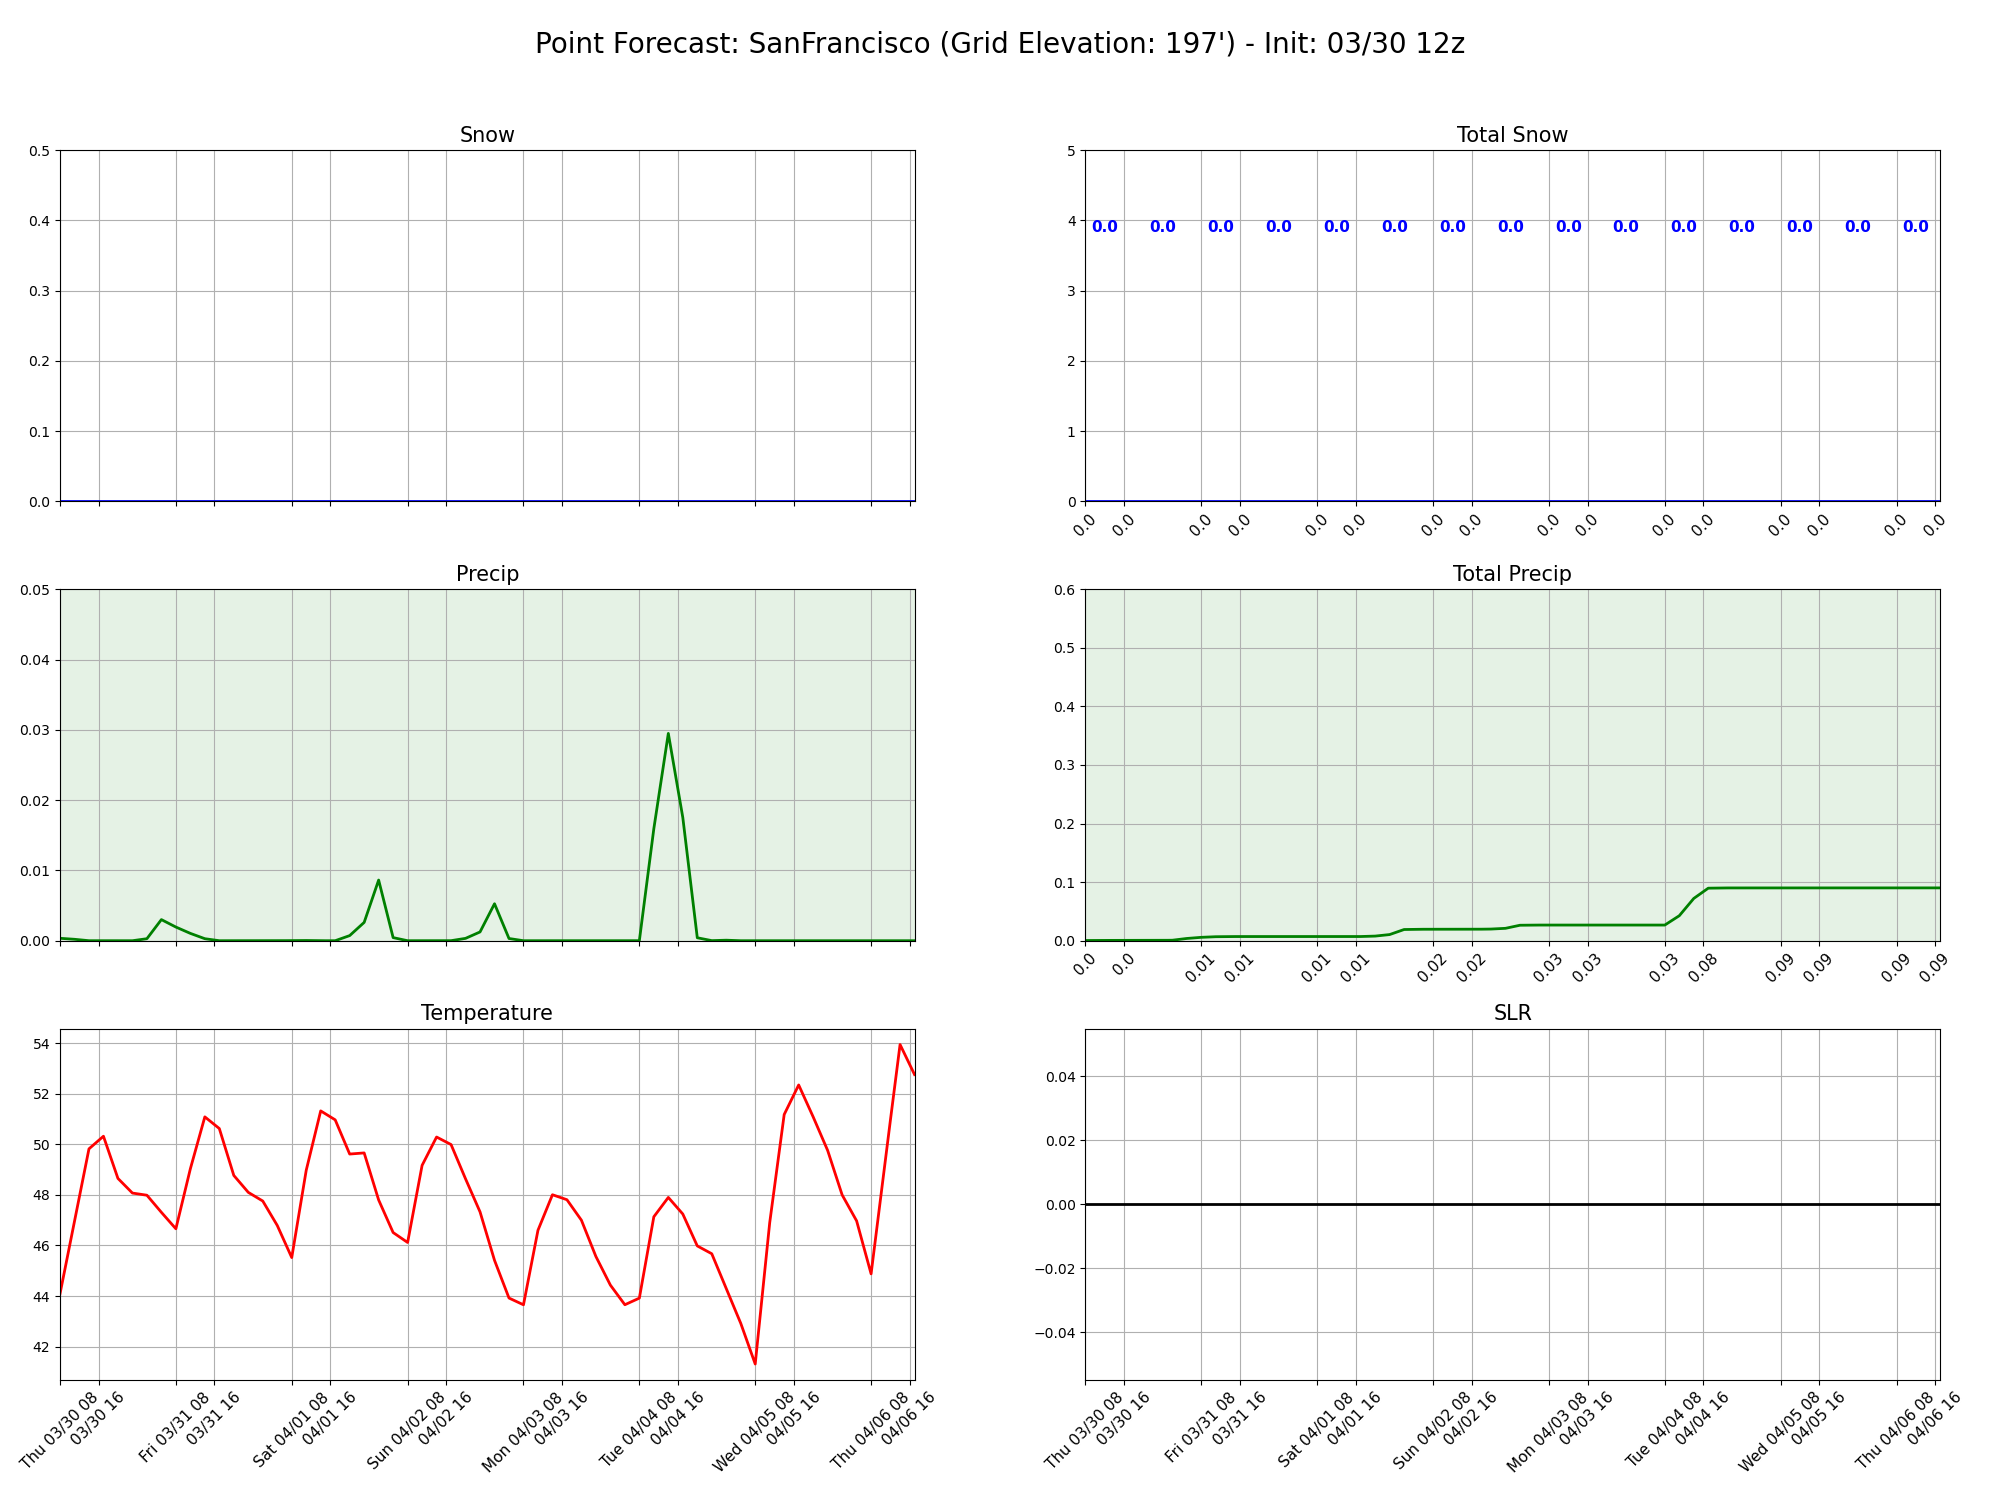 Point Forecast: SanFrancisco (Grid Elevation: 197') - Init: 03/30 12z
Snow
0.5
0.4
0.3
0.2
0.1
0.0
Total Snow
5
4
3
2
1
0
0.0 0.0 0.0 0.0 0.0 0.0 0.0 0.0 0.0 0.0 0.0 0.0 0.0 0.0 0.0
0.0 0.0 0.0 0.0 0.0 0.0 0.0 0.0 0.0 0.0 0.0 0.0 0.0 0.0 0.0 0.0
Precip
0.05
0.04
0.03
0.02
0.01
0.00
Total Precip
0.6
0.5
0.4
0.3
0.2
0.1
0.0
0.0 0.0 0.01 0.01 0.01 0.01 0.02 0.02 0.03 0.03 0.03 0.08 0.09 0.09 0.09 0.09
Temperature
54
52
50
48
46
44
42
Thu 03/30 08
03/30 16
Fri 03/31 08
03/31 16
Sat 04/01 08
04/01 16
Sun 04/02 08
04/02 16
Mon 04/03 08
04/03 16
Tue 04/04 08
04/04 16
Wed 04/05 08
04/05 16
Thu 04/06 08
04/06 16
SLR
0.04
0.02
0.00
−0.02
−0.04
Thu 03/30 08
03/30 16
Fri 03/31 08
03/31 16
Sat 04/01 08
04/01 16
Sun 04/02 08
04/02 16
Mon 04/03 08
04/03 16
Tue 04/04 08
04/04 16
Wed 04/05 08
04/05 16
Thu 04/06 08
04/06 16